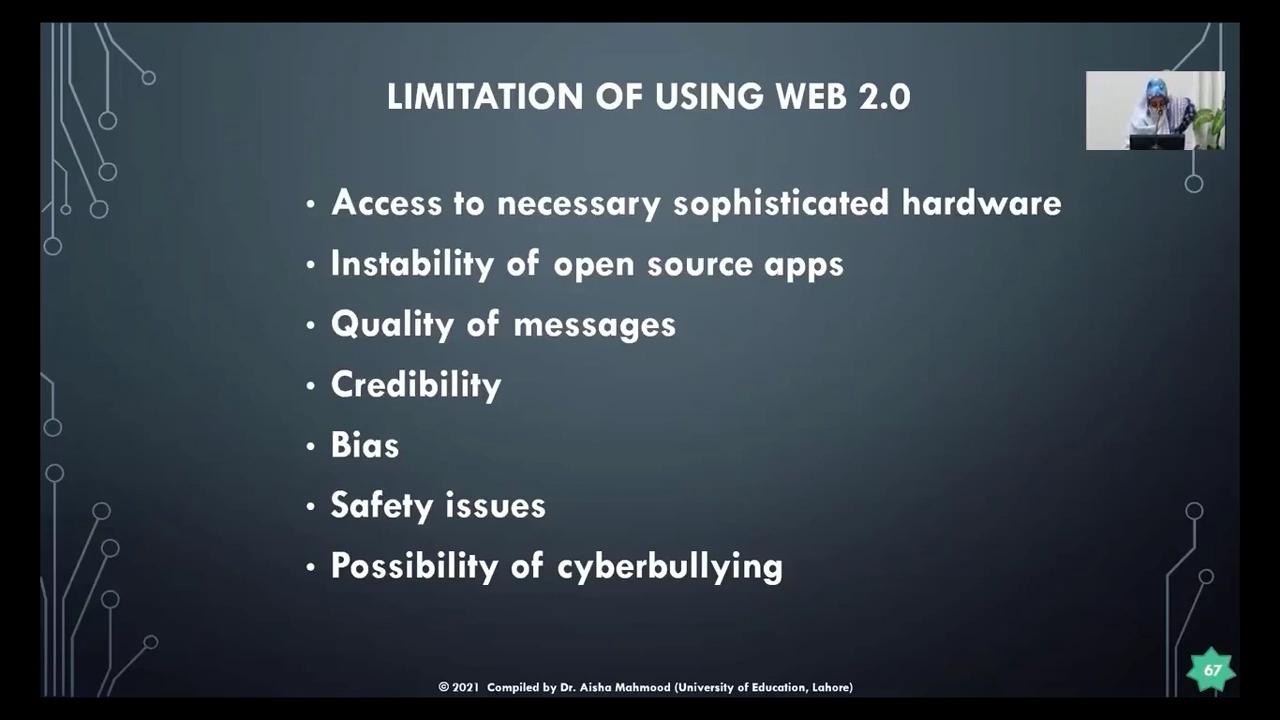 LIMITATION OF USING WEB 2.0
• Access to necessary sophisticated hardware
• Instability of open source apps
• Quality of messages
• Credibility
• Bias
• Safety issues
• Possibility of cyberbullying
67
© 2021 Compiled by Dr. Aisha Mahmood (University of Education, Lahore)